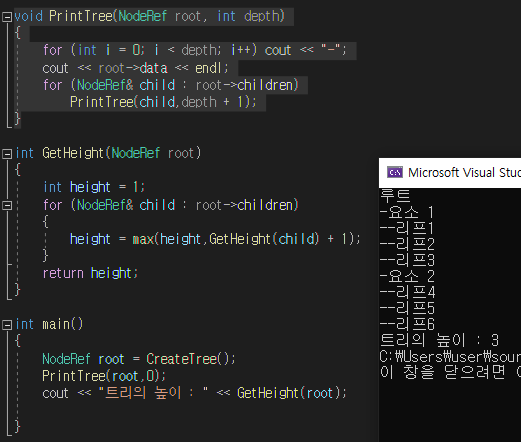 void PrintTree(NodeRef root, int depth)
{
for (int i = 0; i < depth; i++) cout << "-";
cout << root->data << endl;
for (NodeRef& child : root->children)
PrintTree(child,depth + 1);
}
int GetHeight(NodeRef root)
{
int height = 1;
for (NodeRef& child : root->children)
{
height = max(height,GetHeight(child) + 1);
}
return height;
}
int main()
{
NodeRef root = CreateTree();
PrintTree(root,0);
cout << "트리의 높이 : " << GetHeight(root);
}
Microsoft Visual Stud
루트
-요소 1
--리프1
--리프2
--리프3
-요소 2
--리프4
--리프5
--리프6
트리의 높이 : 3
C:₩Users₩user₩sour
이 창을 닫으려면